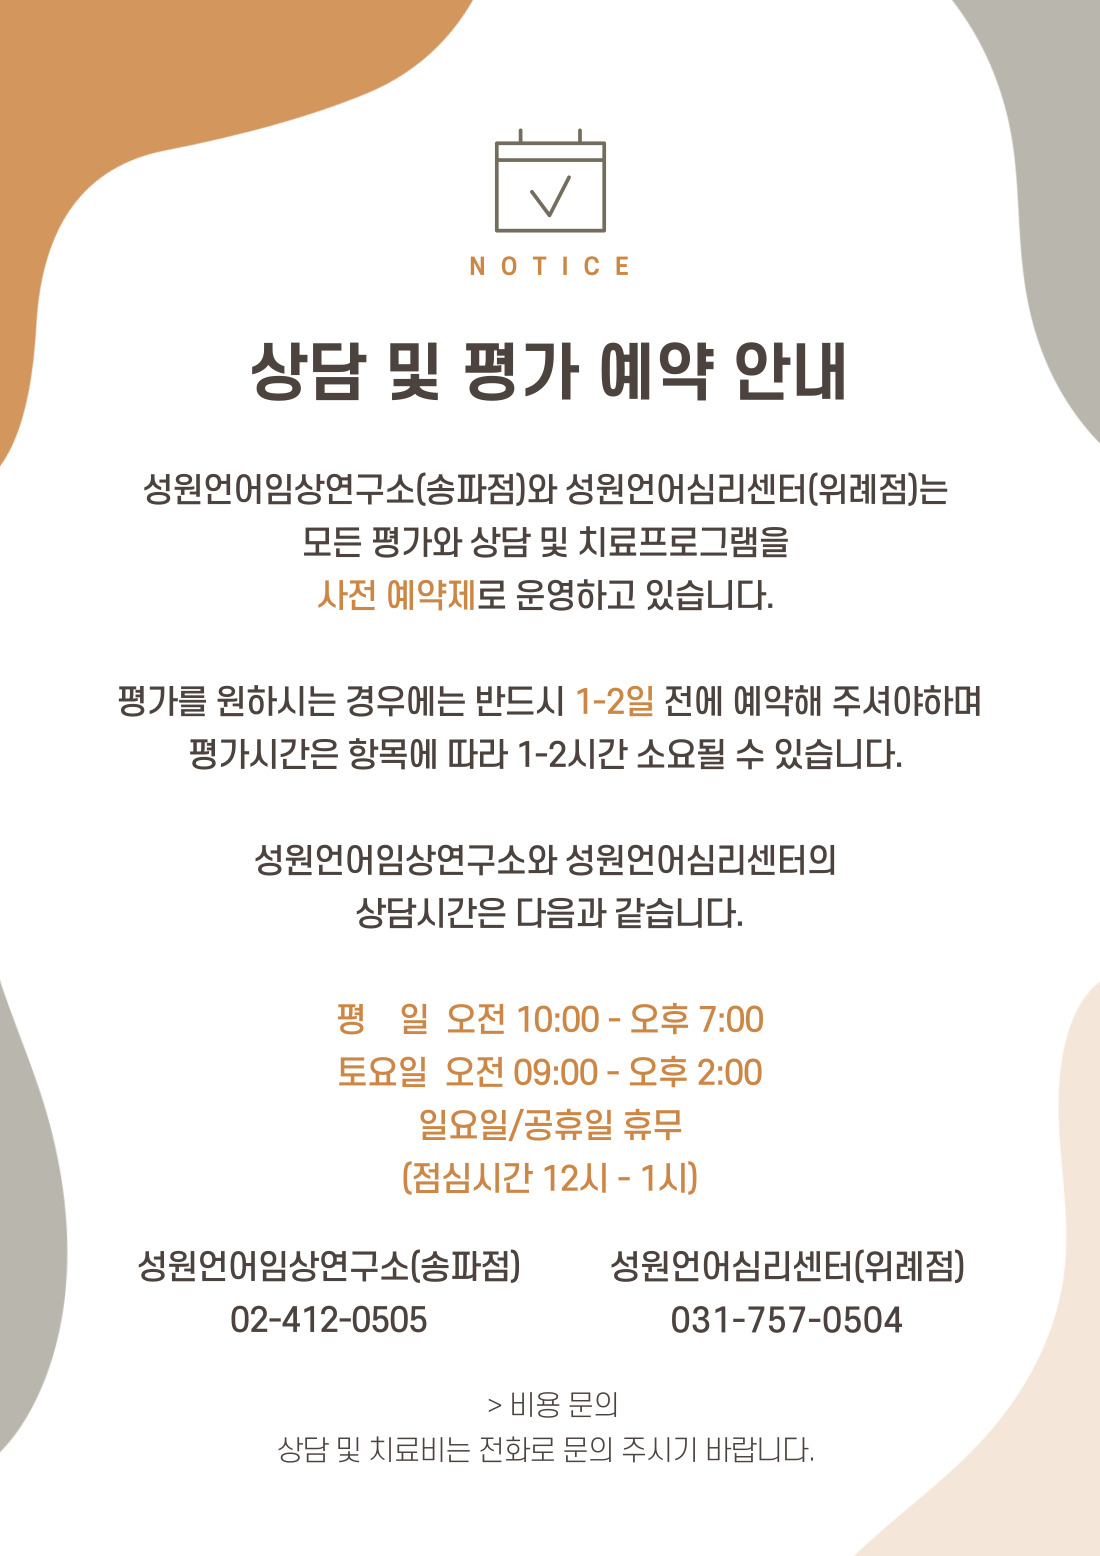 NOTICE
상담 및 평가 예약 안내
성원언어임상연구소(송파점)와 성원언어심리센터(위례점)는
모든 평가와 상담 및 치료프로그램을
사전 예약제로 운영하고 있습니다.
평가를 원하시는 경우에는 반드시 1-2일 전에 예약해 주셔야하며
평가시간은 항목에 따라 1-2시간 소요될 수 있습니다.
성원언어임상연구소와 성원언어심리센터의
상담시간은 다음과 같습니다.
평 일 오전 10:00 - 오후 7:00
토요일 오전 09:00 - 오후 2:00
일요일/공휴일 휴무
(점심시간 12시 - 1시)
성원언어임상연구소(송파점)
02-412-0505
성원언어심리센터(위례점)
031-757-0504
> 비용 문의
상담 및 치료비는 전화로 문의 주시기 바랍니다.